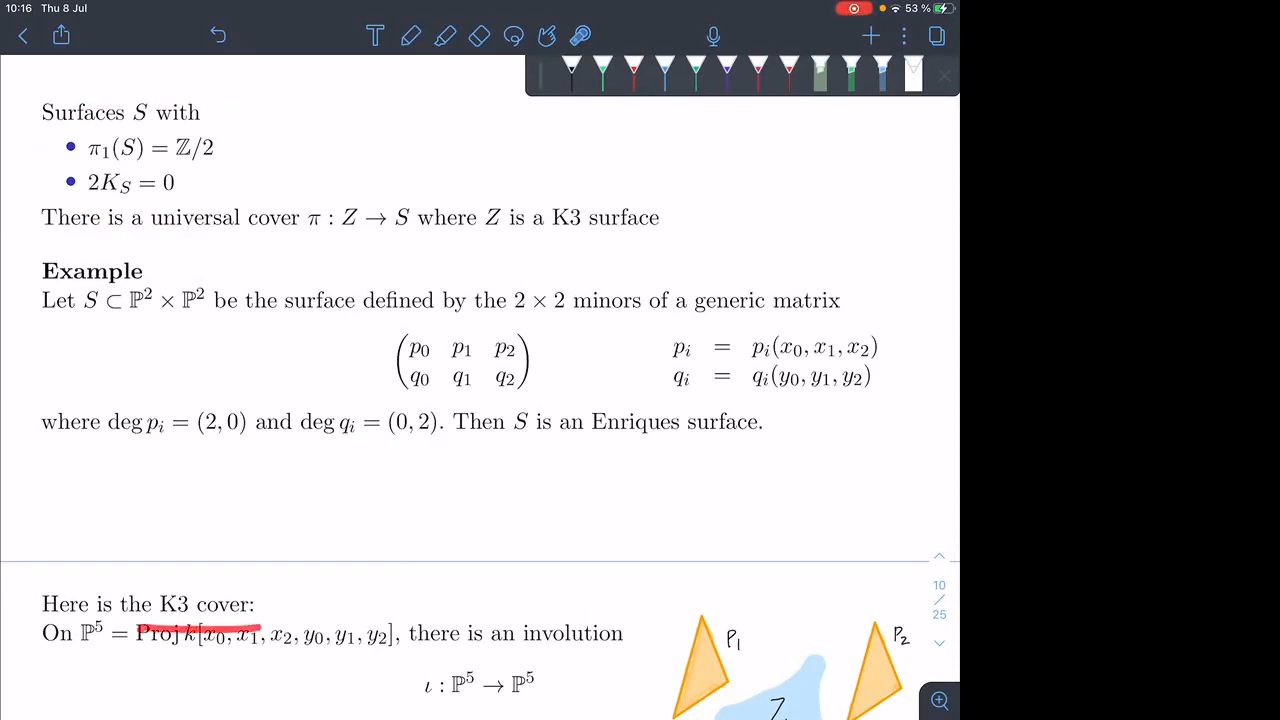 10:16 Thu 8 Jul
53 %
Surfaces S with
• π₁(S) = ℤ/2
• 2K_S = 0
There is a universal cover π : Z → S where Z is a K3 surface
Example
Let S ⊂ ℙ² × ℙ² be the surface defined by the 2 × 2 minors of a generic matrix
(p₀ p₁ p₂ pᵢ = pᵢ(x₀, x₁, x₂)
q₀ q₁ q₂) qᵢ = qᵢ(y₀, y₁, y₂)
where deg pᵢ = (2, 0) and deg qᵢ = (0, 2). Then S is an Enriques surface.
10
/
25
Here is the K3 cover:
On ℙ⁵ = Proj k[x₀, x₁, x₂, y₀, y₁, y₂], there is an involution
ι : ℙ⁵ → ℙ⁵
P₁
P₂
Z